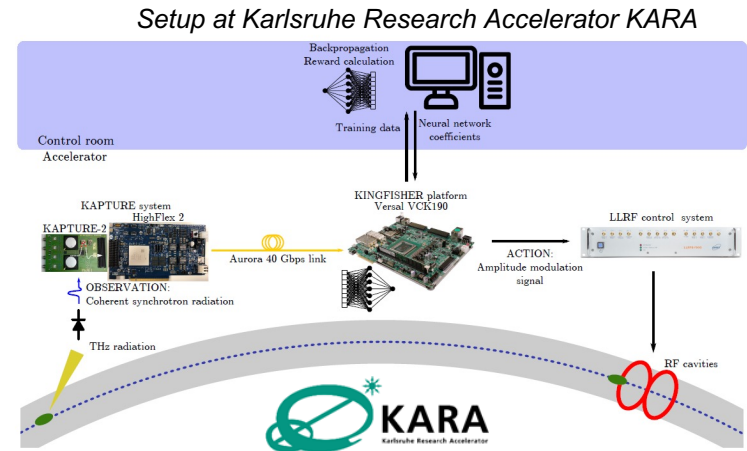 Setup at Karlsruhe Research Accelerator KARA
Backpropagation
Reward calculation
Training data
Neural network
coefficients
Control room
Accelerator
KAPTURE system
KAPTURE-2
HighFlex 2
Aurora 40 Gbps link
KINGFISHER platform
Versal VCK190
ACTION:
Amplitude modulation
signal
LLRF control system
OBSERVATION:
Coherent synchrotron radiation
THz radiation
RF cavities
KARA
Karlsruhe Research Accelerator